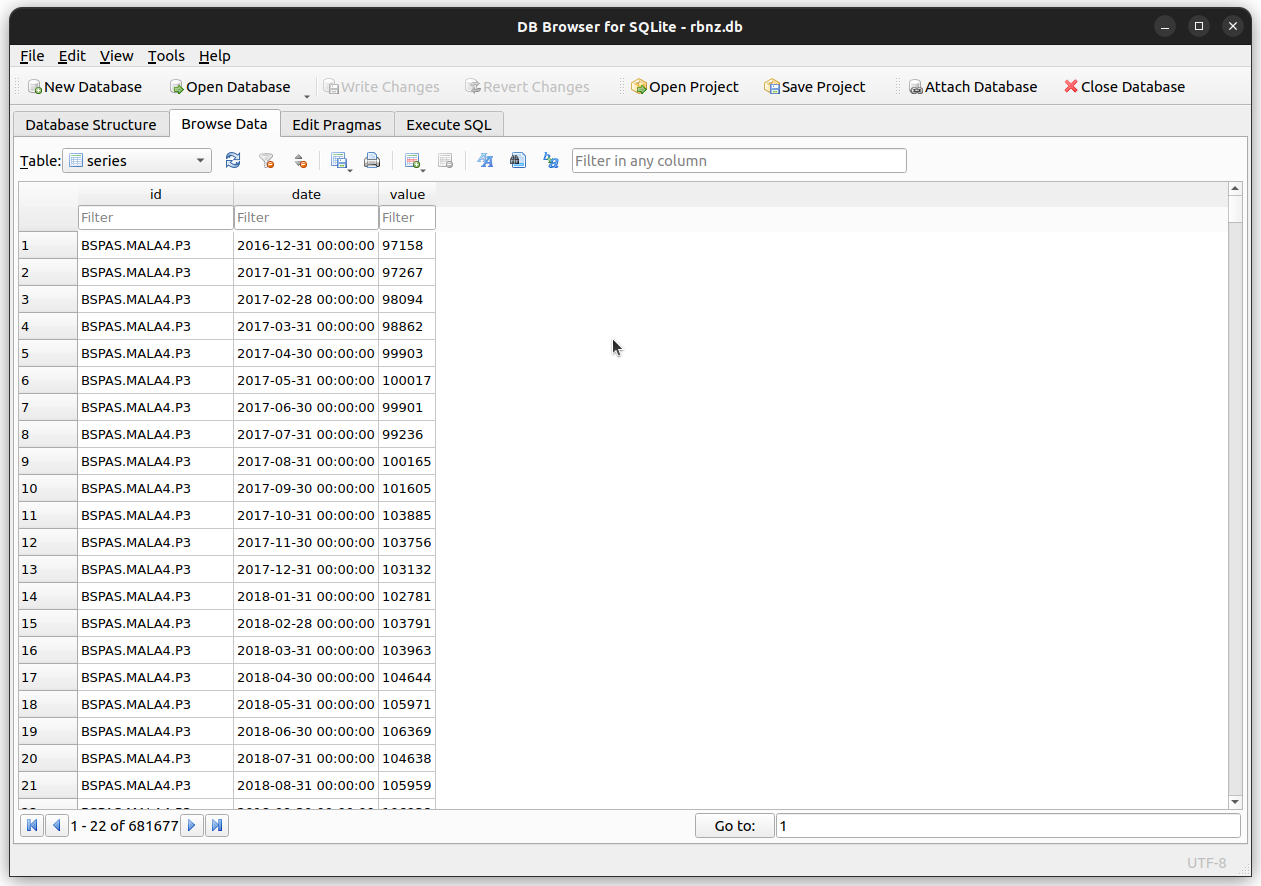 DB Browser for SQLite - rbnz.db
File Edit View Tools Help
New Database Open Database Write Changes Revert Changes Open Project Save Project Attach Database Close Database
Database Structure Browse Data Edit Pragmas Execute SQL
Table: series Filter in any column
id date value
Filter Filter Filter
1 BSPAS.MALA4.P3 2016-12-31 00:00:00 97158
2 BSPAS.MALA4.P3 2017-01-31 00:00:00 97267
3 BSPAS.MALA4.P3 2017-02-28 00:00:00 98094
4 BSPAS.MALA4.P3 2017-03-31 00:00:00 98862
5 BSPAS.MALA4.P3 2017-04-30 00:00:00 99903
6 BSPAS.MALA4.P3 2017-05-31 00:00:00 100017
7 BSPAS.MALA4.P3 2017-06-30 00:00:00 99901
8 BSPAS.MALA4.P3 2017-07-31 00:00:00 99236
9 BSPAS.MALA4.P3 2017-08-31 00:00:00 100165
10 BSPAS.MALA4.P3 2017-09-30 00:00:00 101605
11 BSPAS.MALA4.P3 2017-10-31 00:00:00 103885
12 BSPAS.MALA4.P3 2017-11-30 00:00:00 103756
13 BSPAS.MALA4.P3 2017-12-31 00:00:00 103132
14 BSPAS.MALA4.P3 2018-01-31 00:00:00 102781
15 BSPAS.MALA4.P3 2018-02-28 00:00:00 103791
16 BSPAS.MALA4.P3 2018-03-31 00:00:00 103963
17 BSPAS.MALA4.P3 2018-04-30 00:00:00 104644
18 BSPAS.MALA4.P3 2018-05-31 00:00:00 105971
19 BSPAS.MALA4.P3 2018-06-30 00:00:00 106369
20 BSPAS.MALA4.P3 2018-07-31 00:00:00 104638
21 BSPAS.MALA4.P3 2018-08-31 00:00:00 105959
1 - 22 of 681677 Go to: 1
UTF-8